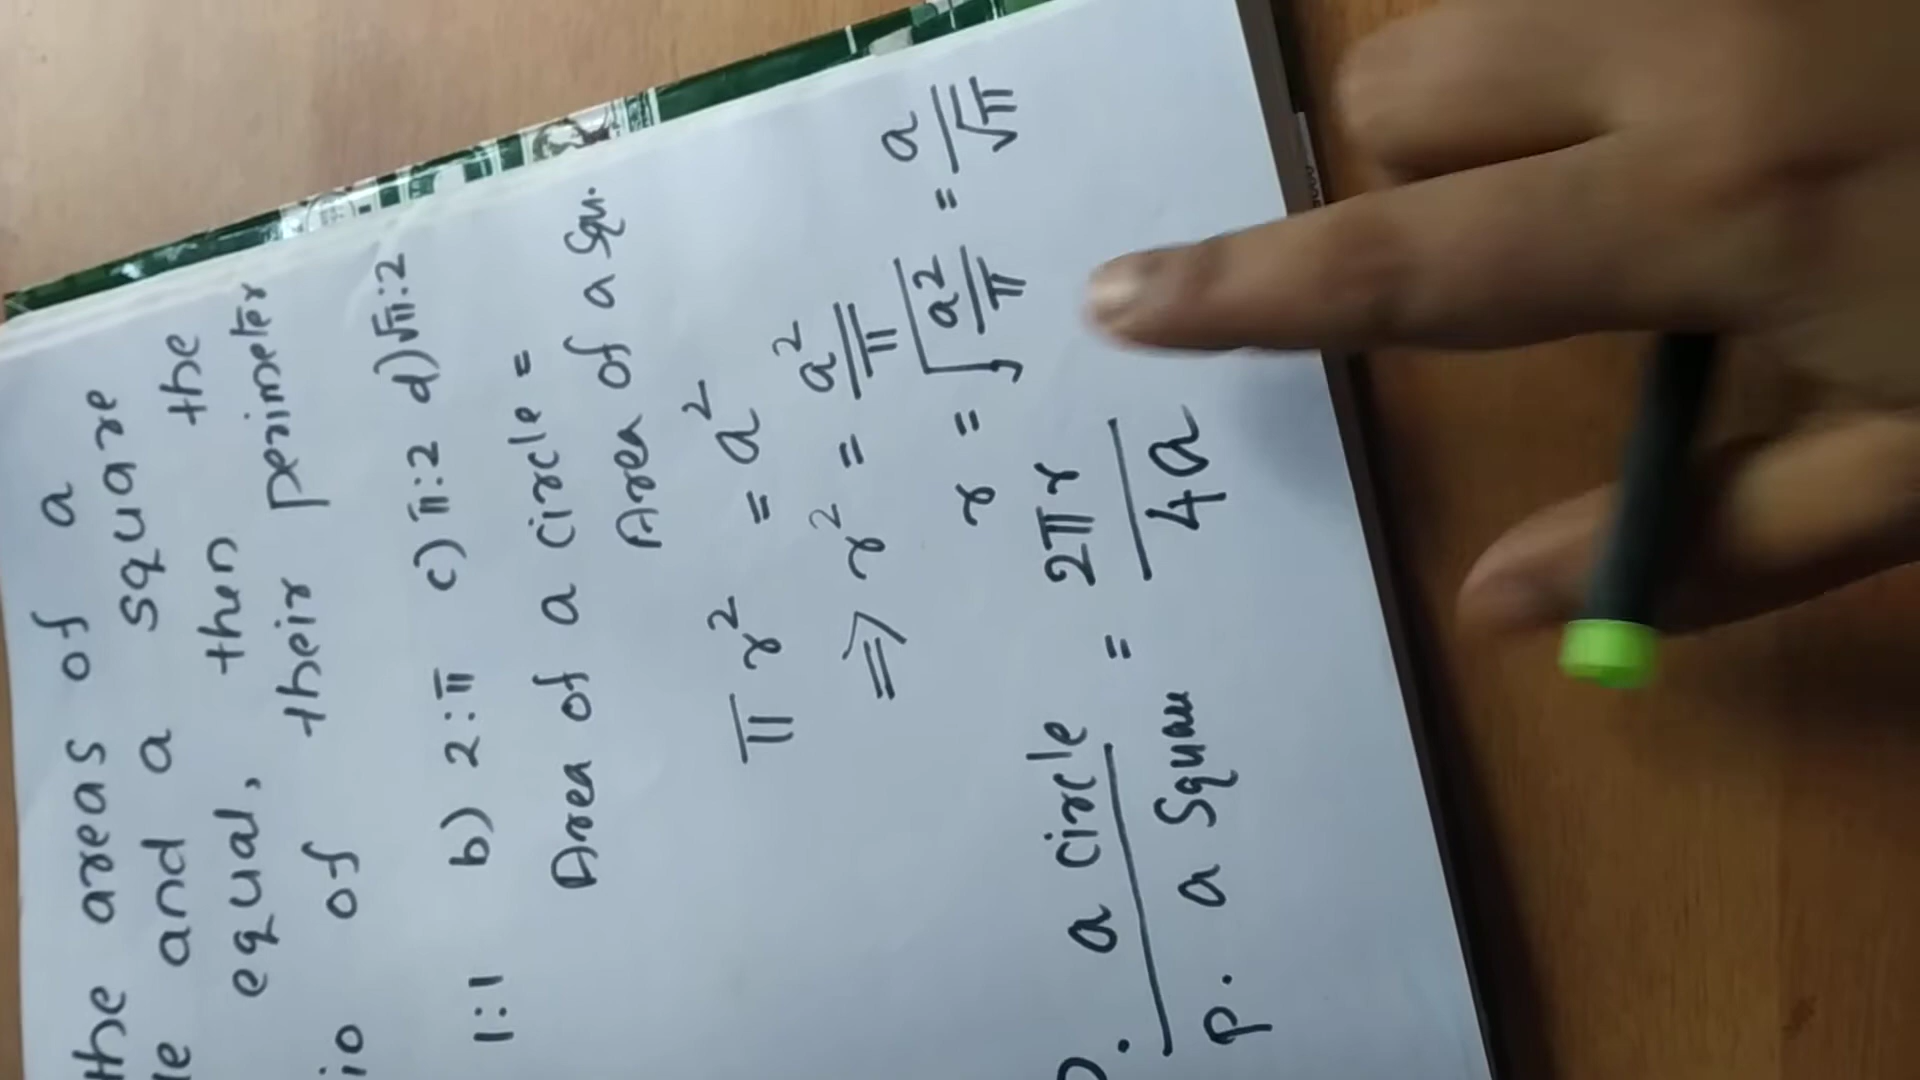 the areas of a
le and a square
equal, then the
io of their perimeter
1:1 b) 2:π c) π:2 d) √π:2
Area of a circle =
Area of a Squ.
πr² = a²
⇒ r² = a²/π
r = √(a²/π) = a/√π
P. a circle / P. a Square = 2πr / 4a